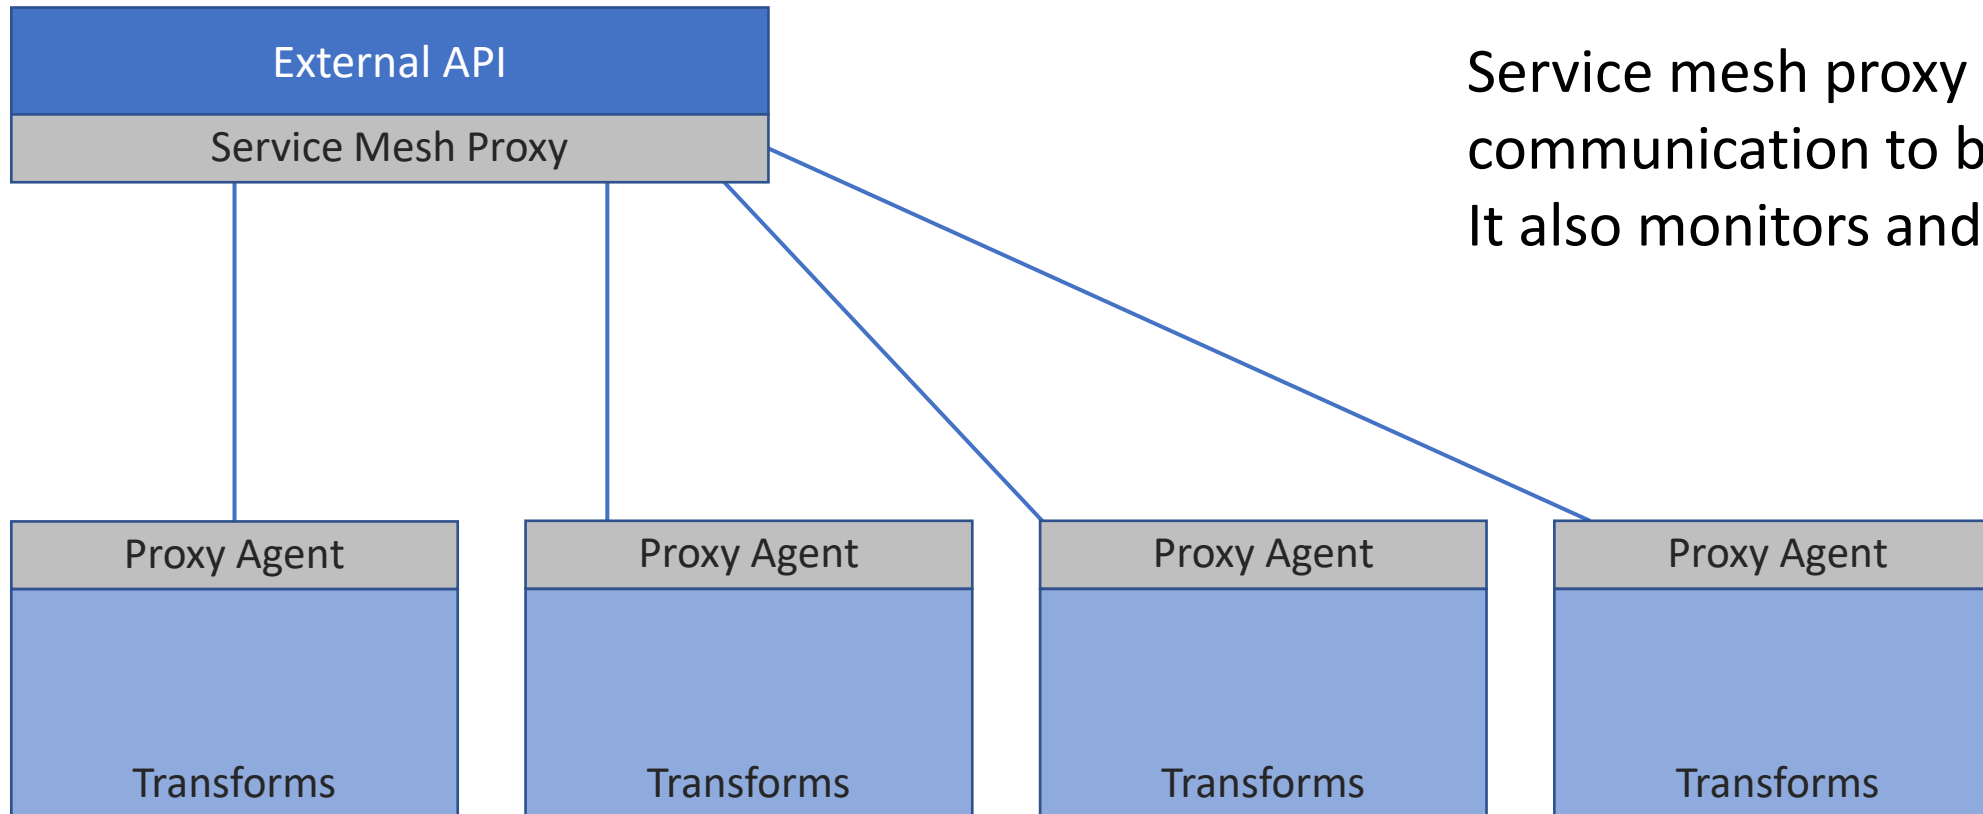 External API
Service Mesh Proxy
Service mesh proxy
communication to
It also monitors and
Proxy Agent
Proxy Agent
Proxy Agent
Proxy Agent
Transforms
Transforms
Transforms
Transforms